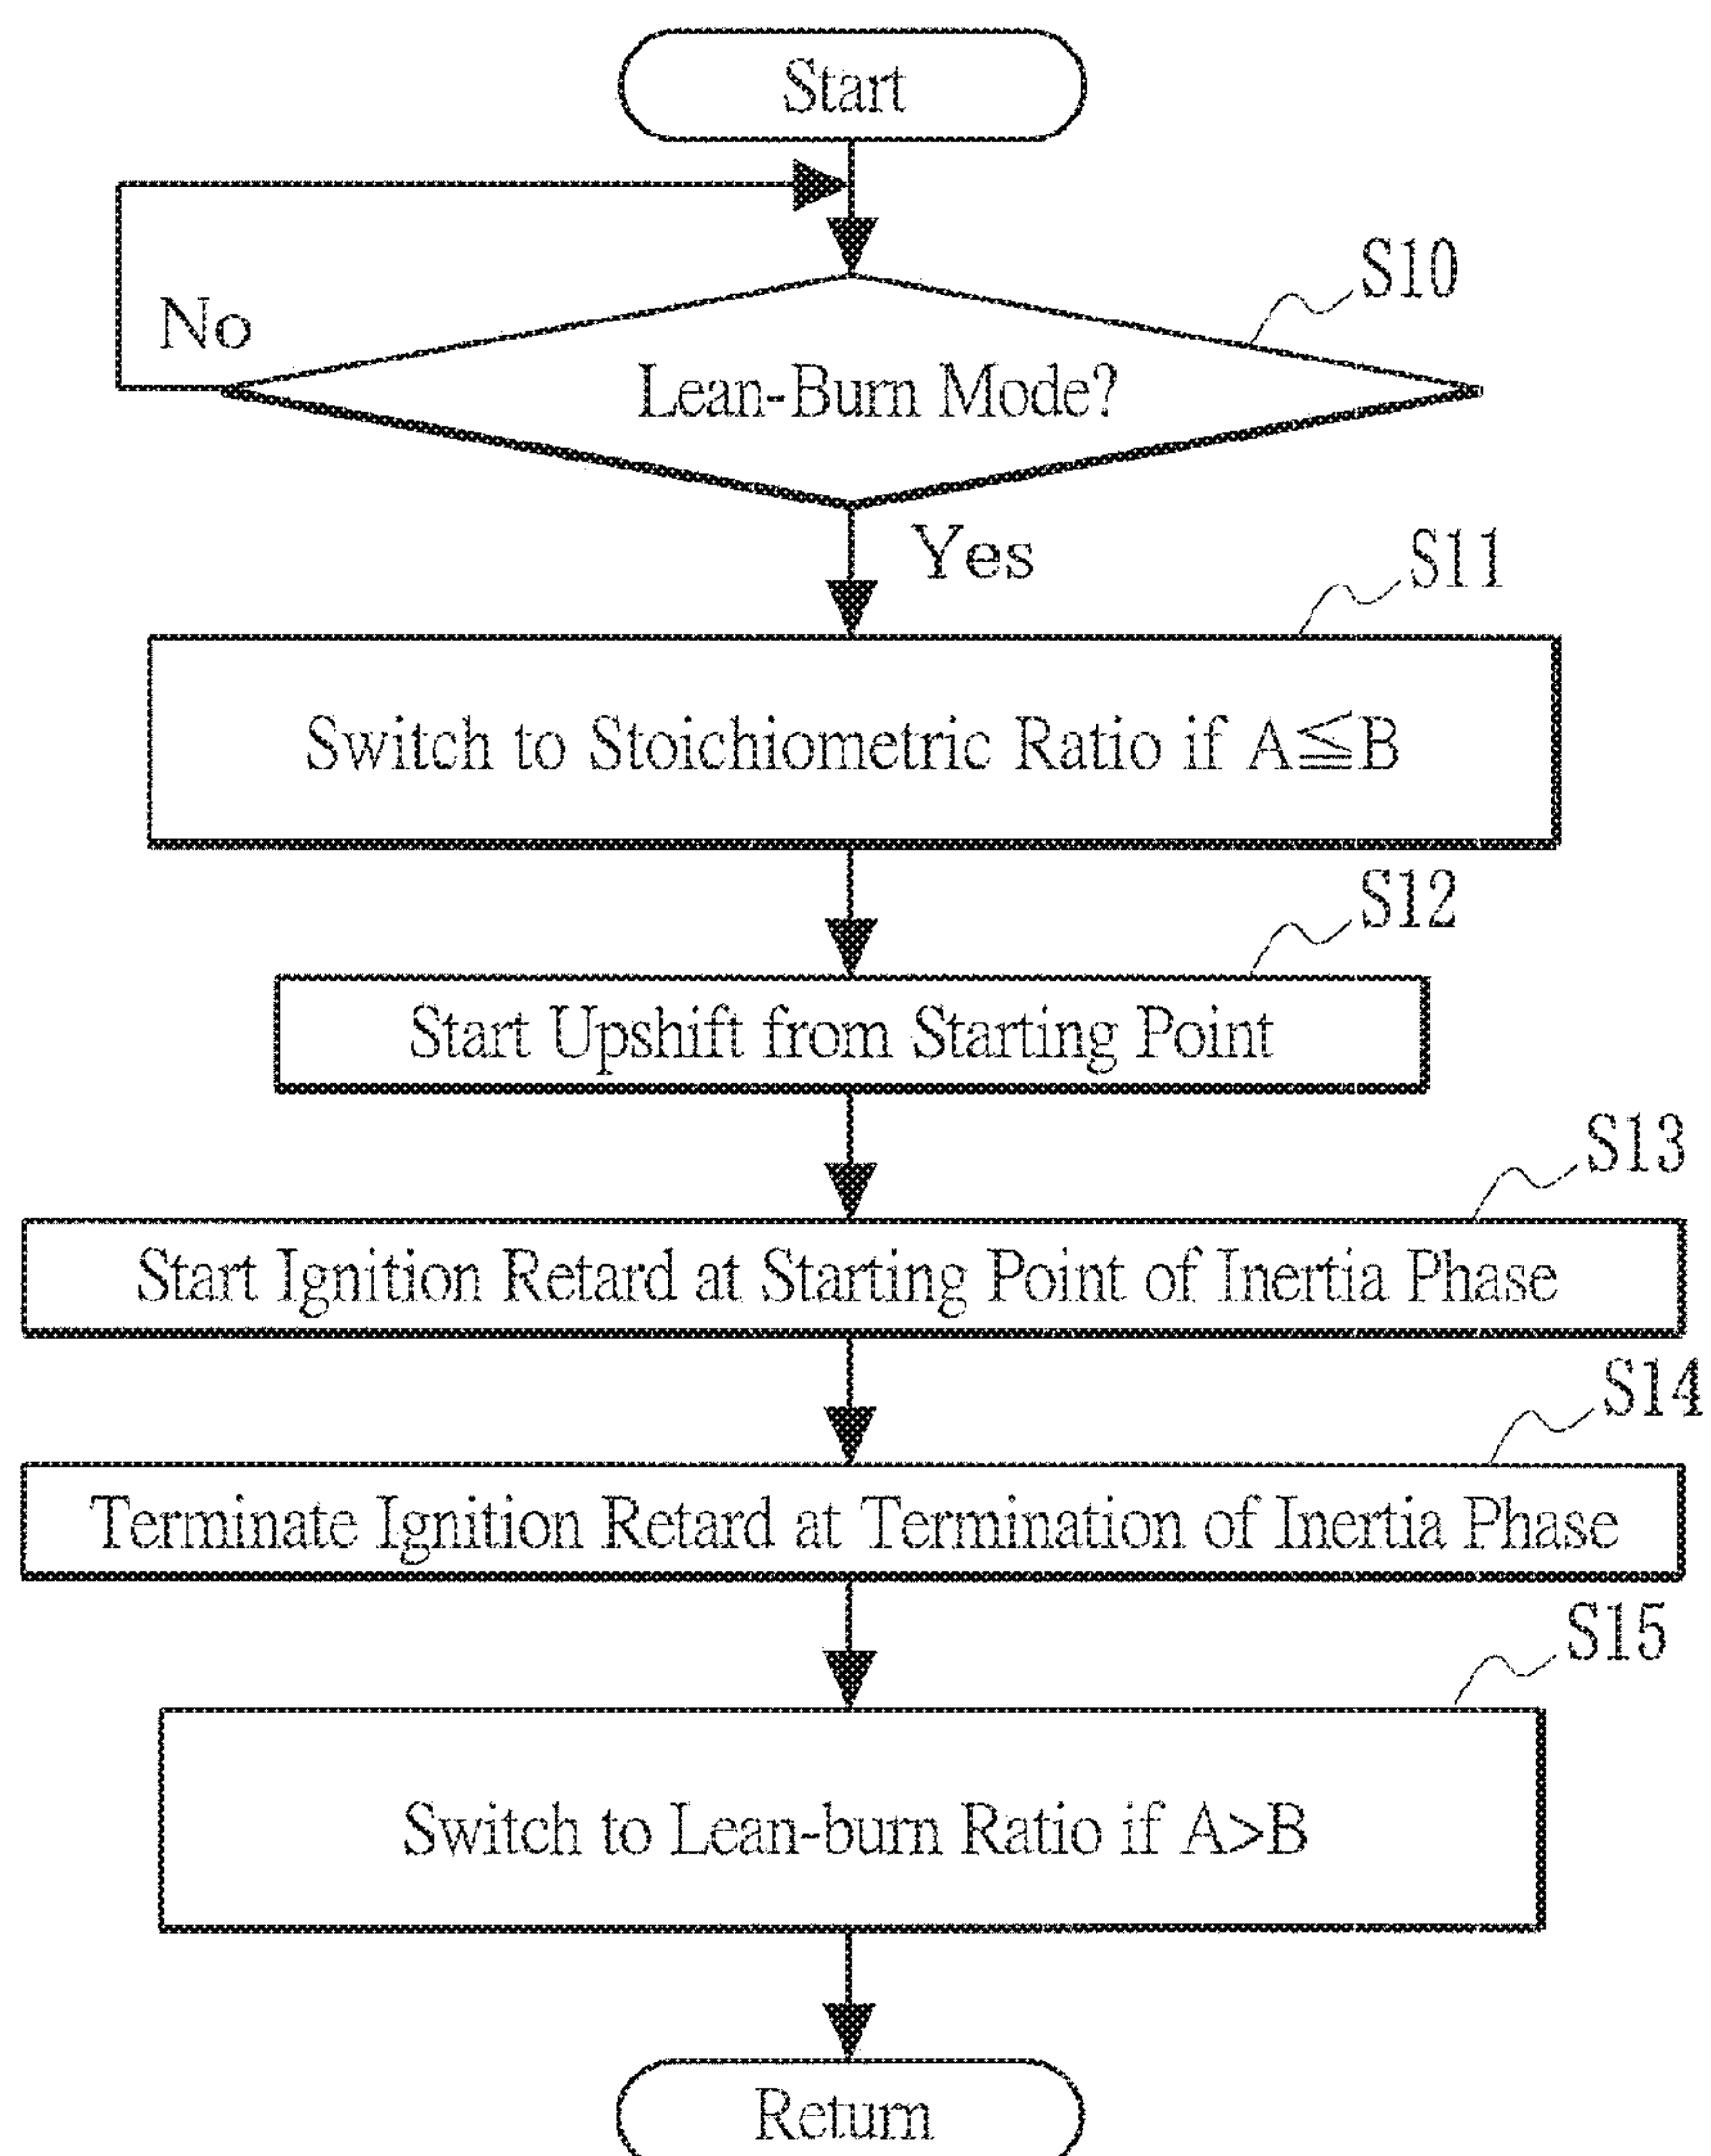 Start
S10
No
Lean-Burn Mode?
Yes
S11
Switch to Stoichiometric Ratio if A≦B
S12
Start Upshift from Starting Point
S13
Start Ignition Retard at Starting Point of Inertia Phase
S14
Terminate Ignition Retard at Termination of Inertia Phase
S15
Switch to Lean-burn Ratio if A>B
Return